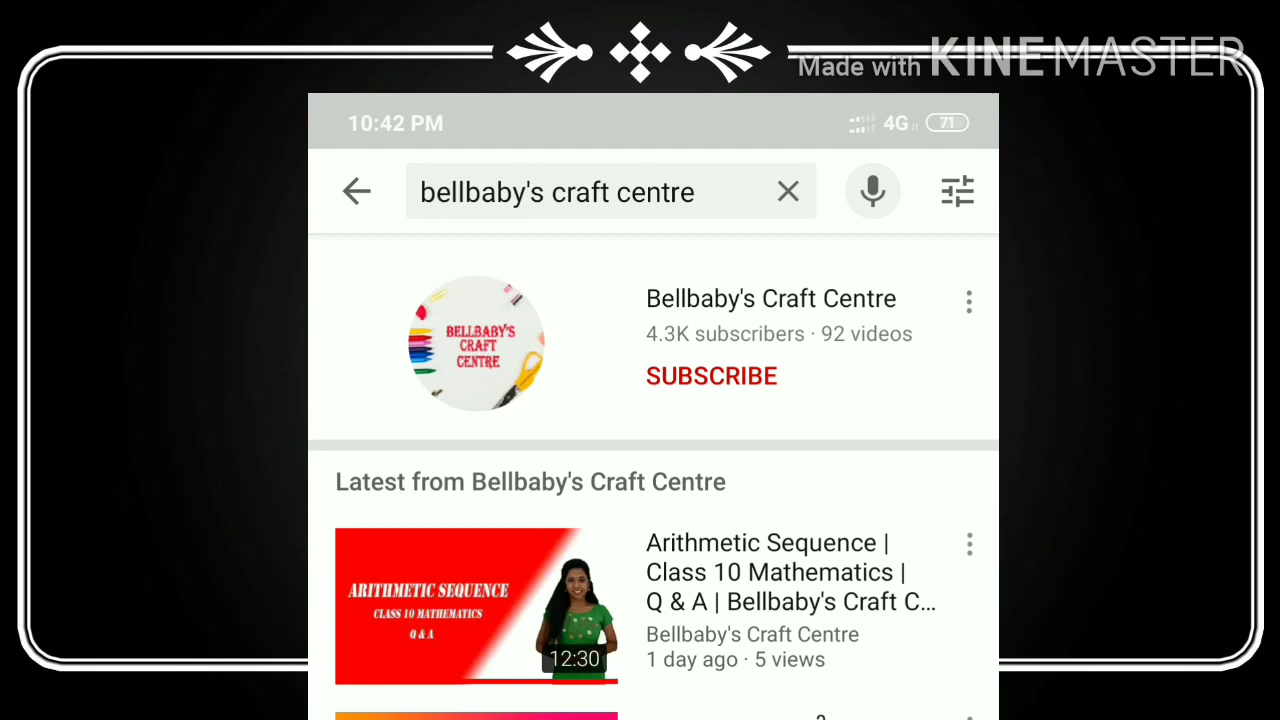 Made with KINEMASTER
10:42 PM
4G
71
bellbaby's craft centre
Bellbaby's Craft Centre
4.3K subscribers · 92 videos
SUBSCRIBE
BELLBABY'S
CRAFT
CENTRE
Latest from Bellbaby's Craft Centre
ARITHMETIC SEQUENCE
CLASS 10 MATHEMATICS
Q & A
12:30
Arithmetic Sequence |
Class 10 Mathematics |
Q & A | Bellbaby's Craft C...
Bellbaby's Craft Centre
1 day ago · 5 views